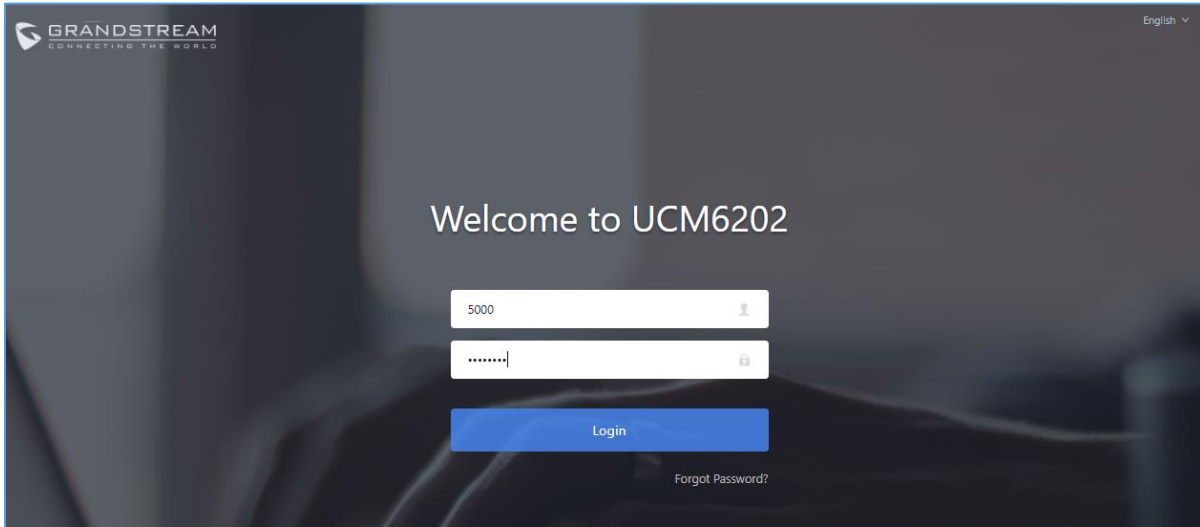 GRANDSTREAM
CONNECTING THE WORLD
English
Welcome to UCM6202
5000
••••••••
Login
Forgot Password?